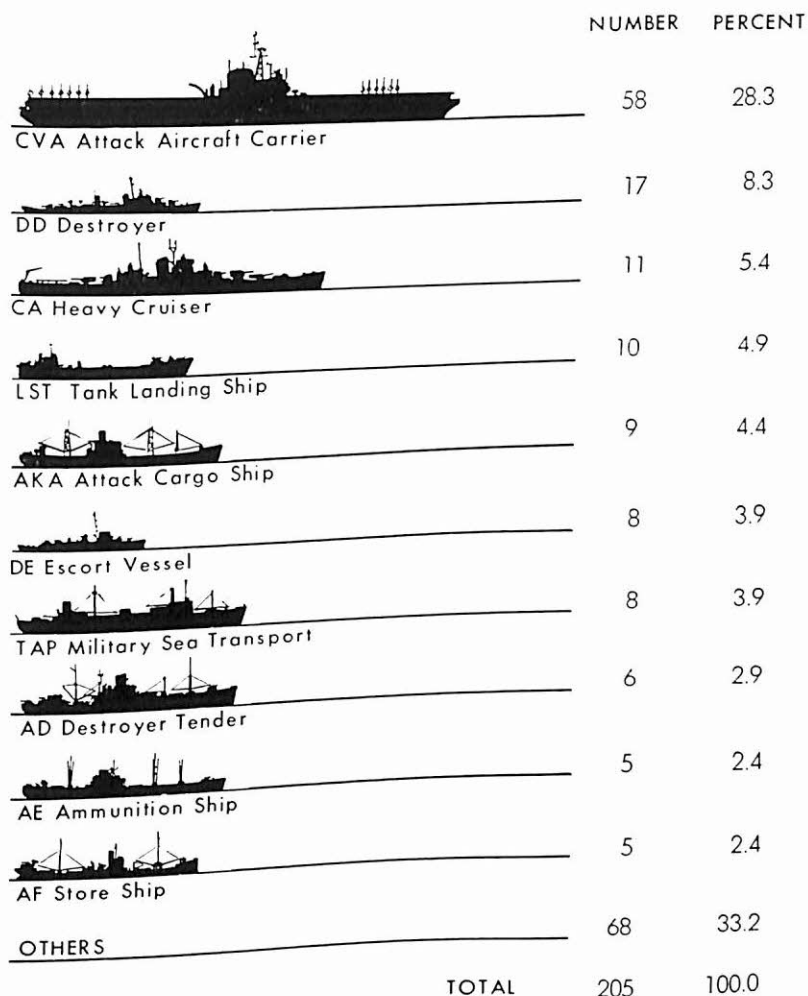 NUMBER PERCENT
58 28.3
CVA Attack Aircraft Carrier
17 8.3
DD Destroyer
11 5.4
CA Heavy Cruiser
10 4.9
LST Tank Landing Ship
9 4.4
AKA Attack Cargo Ship
8 3.9
DE Escort Vessel
8 3.9
TAP Military Sea Transport
6 2.9
AD Destroyer Tender
5 2.4
AE Ammunition Ship
5 2.4
AF Store Ship
68 33.2
OTHERS
TOTAL 205 100.0